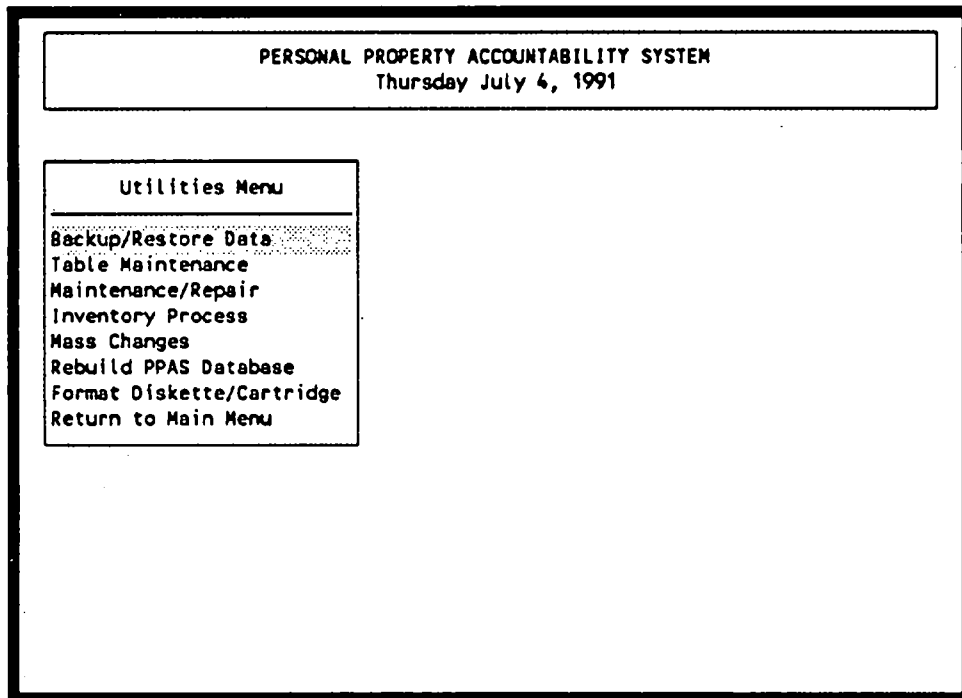 PERSONAL PROPERTY ACCOUNTABILITY SYSTEM
Thursday July 4, 1991
Utilities Menu
Backup/Restore Data
Table Maintenance
Maintenance/Repair
Inventory Process
Mass Changes
Rebuild PPAS Database
Format Diskette/Cartridge
Return to Main Menu